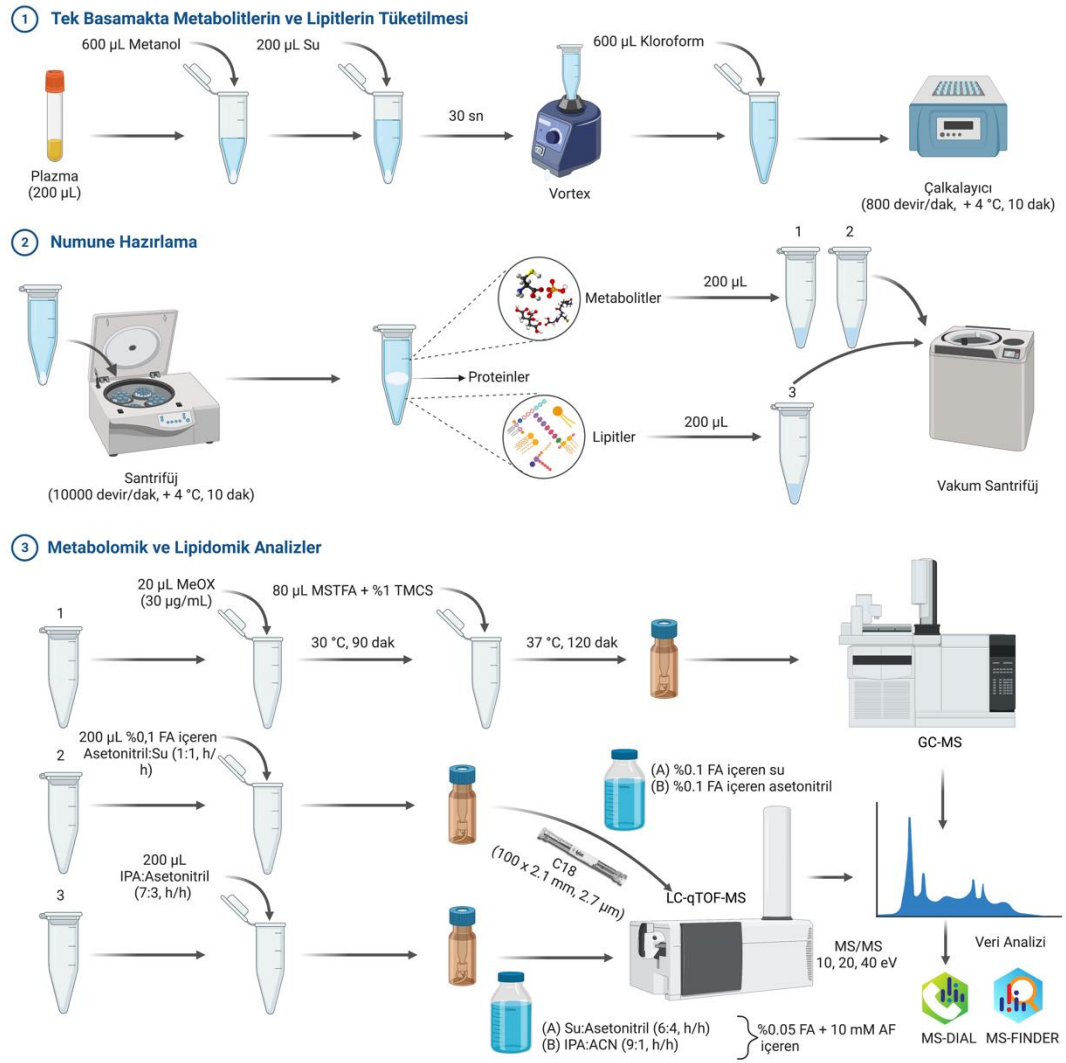 1 Tek Basamakta Metabolitlerin ve Lipitlerin Tüketilmesi
600 µL Metanol
200 µL Su
600 µL Kloroform
30 sn
Plazma
(200 µL)
Vortex
Çalkalayıcı
(800 devir/dak, + 4 °C, 10 dak)
2 Numune Hazırlama
1
2
Metabolitler
200 µL
Proteinler
3
Lipitler
200 µL
Santrifüj
(10000 devir/dak, + 4 °C, 10 dak)
Vakum Santrifüj
3 Metabolomik ve Lipidomik Analizler
1
20 µL MeOX
(30 µg/mL)
80 µL MSTFA + %1 TMCS
30 °C, 90 dak
37 °C, 120 dak
GC-MS
2
200 µL %0,1 FA içeren
Asetonitril:Su (1:1, h/
h)
(A) %0.1 FA içeren su
(B) %0.1 FA içeren asetonitril
C18
(100 x 2.1 mm, 2.7 µm)
LC-qTOF-MS
3
200 µL
IPA:Asetonitril
(7:3, h/h)
MS/MS
10, 20, 40 eV
Veri Analizi
(A) Su:Asetonitril (6:4, h/h)
(B) IPA:ACN (9:1, h/h)
%0.05 FA + 10 mM AF
içeren
MS-DIAL
MS-FINDER